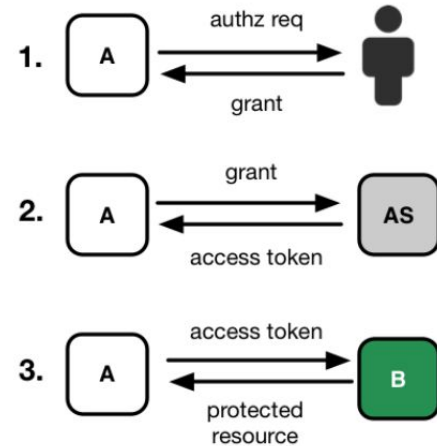 authz req
1.
A
grant
grant
2.
A
AS
access token
access token
3.
A
B
protected
resource